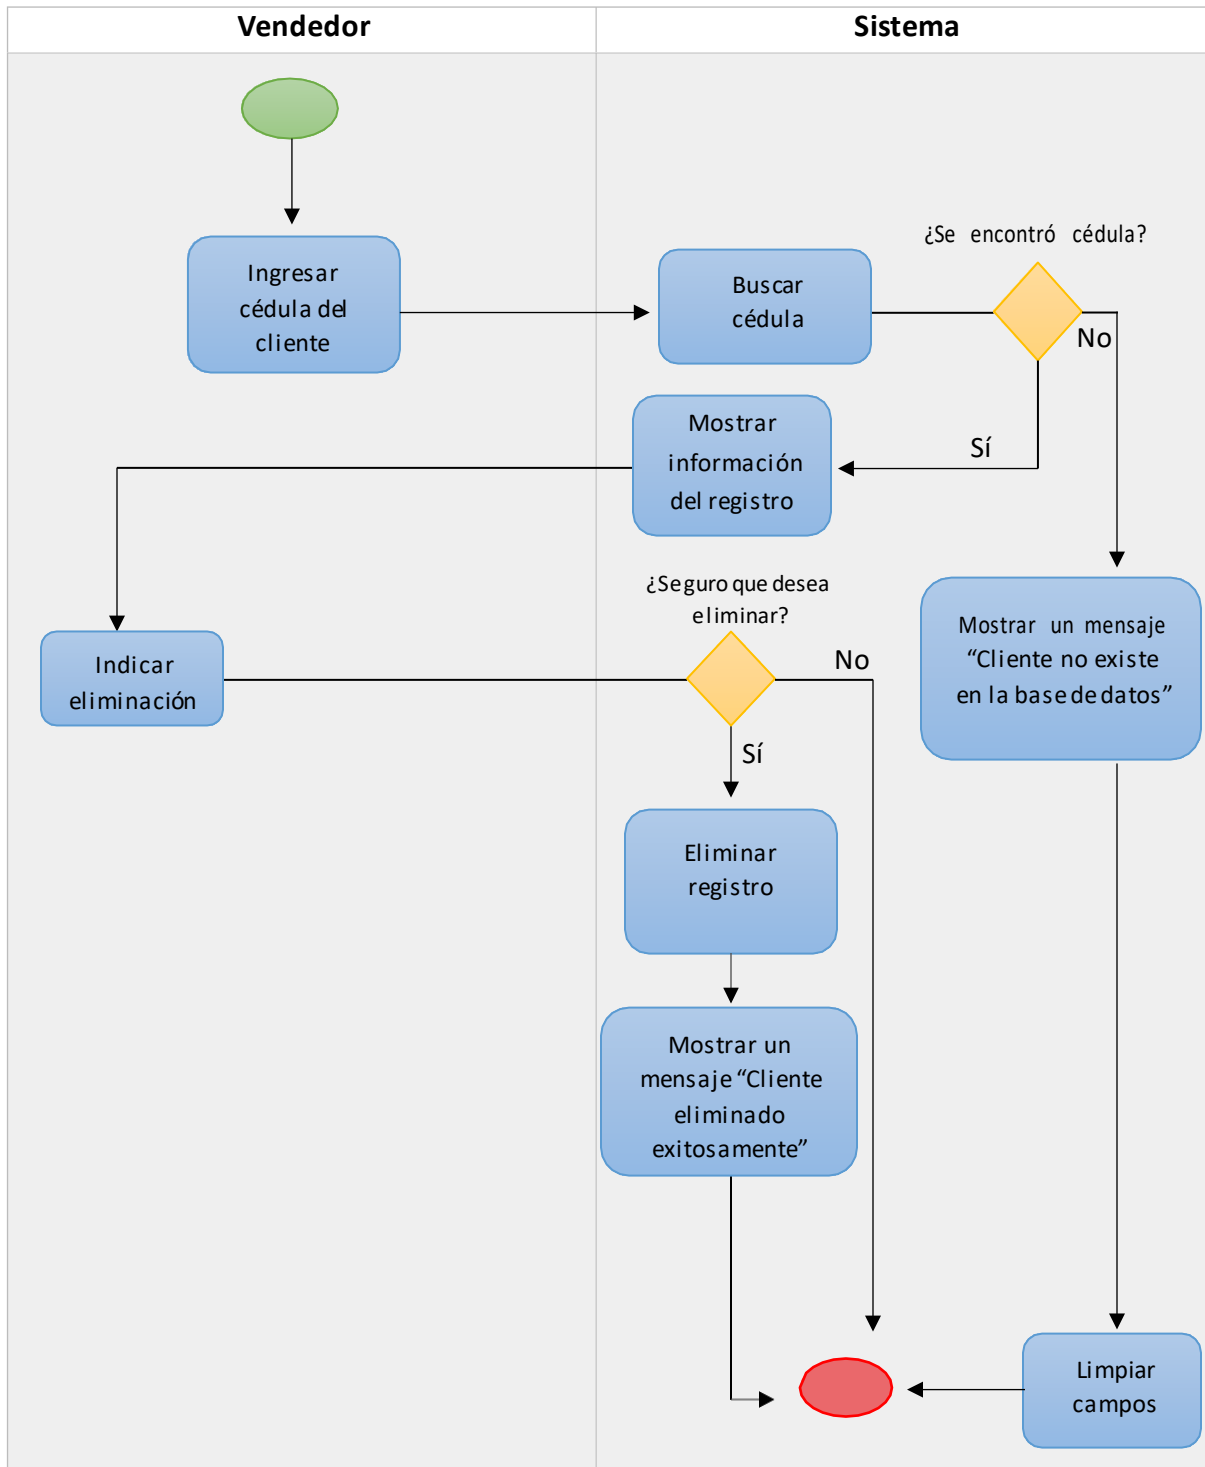 Vendedor
Sistema
¿Se encontró cédula?
Ingresar
cédula del
cliente
Buscar
cédula
No
Mostrar
información
del registro
Sí
¿Seguro que desea
eliminar?
Indicar
eliminación
No
Mostrar un mensaje
“Cliente no existe
en la base de datos”
Sí
Eliminar
registro
Mostrar un
mensaje “Cliente
eliminado
exitosamente”
Limpiar
campos